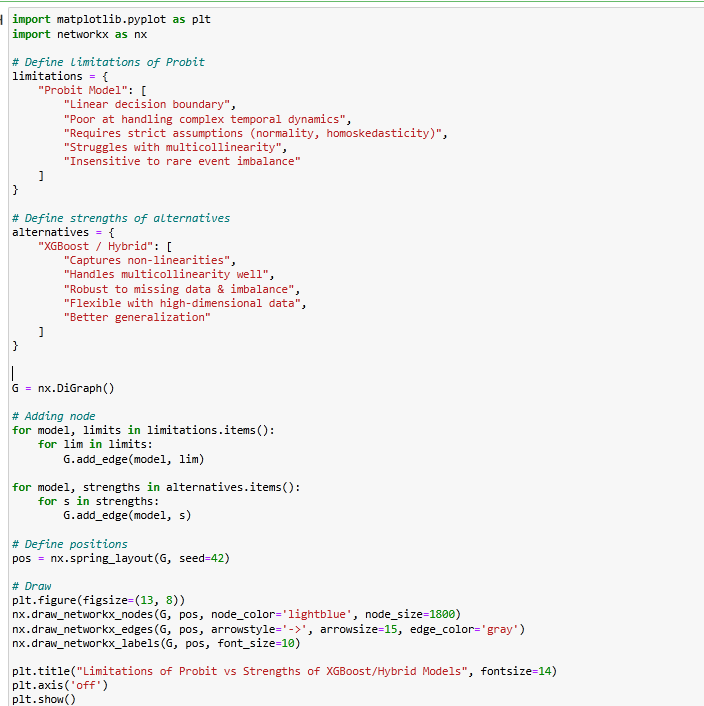 import matplotlib.pyplot as plt
import networkx as nx

# Define limitations of Probit
limitations = {
    "Probit Model": [
        "Linear decision boundary",
        "Poor at handling complex temporal dynamics",
        "Requires strict assumptions (normality, homoskedasticity)",
        "Struggles with multicollinearity",
        "Insensitive to rare event imbalance"
    ]
}

# Define strengths of alternatives
alternatives = {
    "XGBoost / Hybrid": [
        "Captures non-linearities",
        "Handles multicollinearity well",
        "Robust to missing data & imbalance",
        "Flexible with high-dimensional data",
        "Better generalization"
    ]
}

G = nx.DiGraph()

# Adding node
for model, limits in limitations.items():
    for lim in limits:
        G.add_edge(model, lim)

for model, strengths in alternatives.items():
    for s in strengths:
        G.add_edge(model, s)

# Define positions
pos = nx.spring_layout(G, seed=42)

# Draw
plt.figure(figsize=(13, 8))
nx.draw_networkx_nodes(G, pos, node_color='lightblue', node_size=1800)
nx.draw_networkx_edges(G, pos, arrowstyle='->', arrowsize=15, edge_color='gray')
nx.draw_networkx_labels(G, pos, font_size=10)

plt.title("Limitations of Probit vs Strengths of XGBoost/Hybrid Models", fontsize=14)
plt.axis('off')
plt.show()